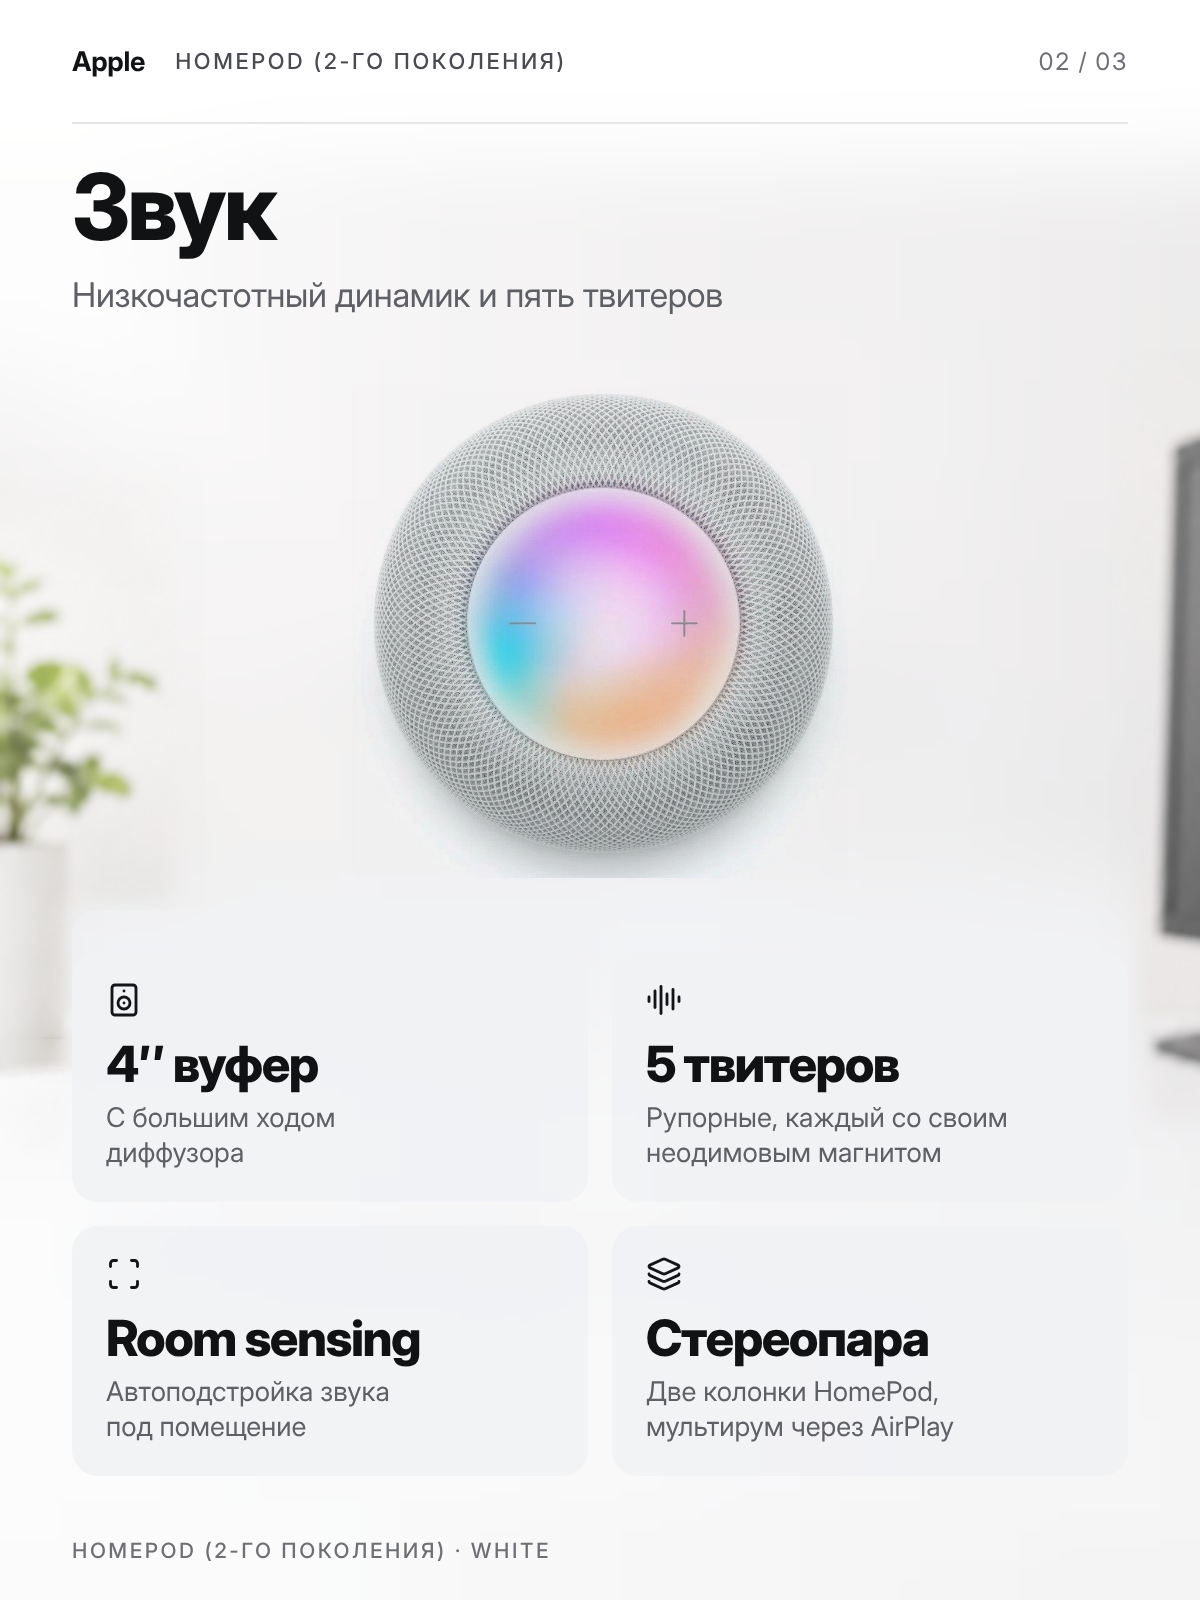 Apple HOMEPOD (2-ГО ПОКОЛЕНИЯ) 02 / 03
Звук
Низкочастотный динамик и пять твитеров
4″ вуфер
С большим ходом
диффузора
5 твитеров
Рупорные, каждый со своим
неодимовым магнитом
Room sensing
Автоподстройка звука
под помещение
Стереопара
Две колонки HomePod,
мультирум через AirPlay
HOMEPOD (2-ГО ПОКОЛЕНИЯ) · WHITE